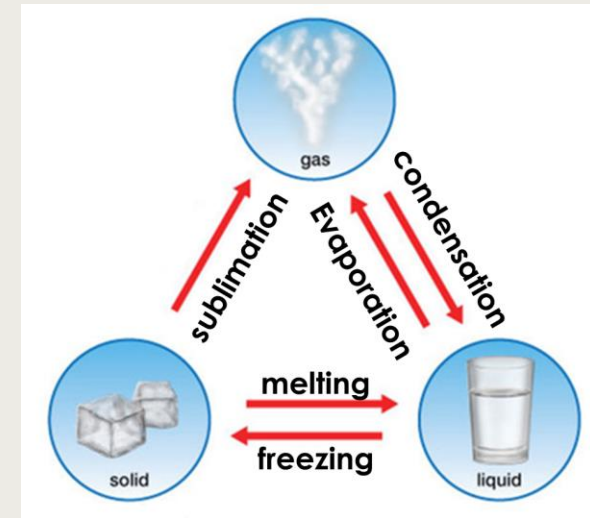 gas
sublimation
Evaporation
condensation
melting
freezing
solid
liquid